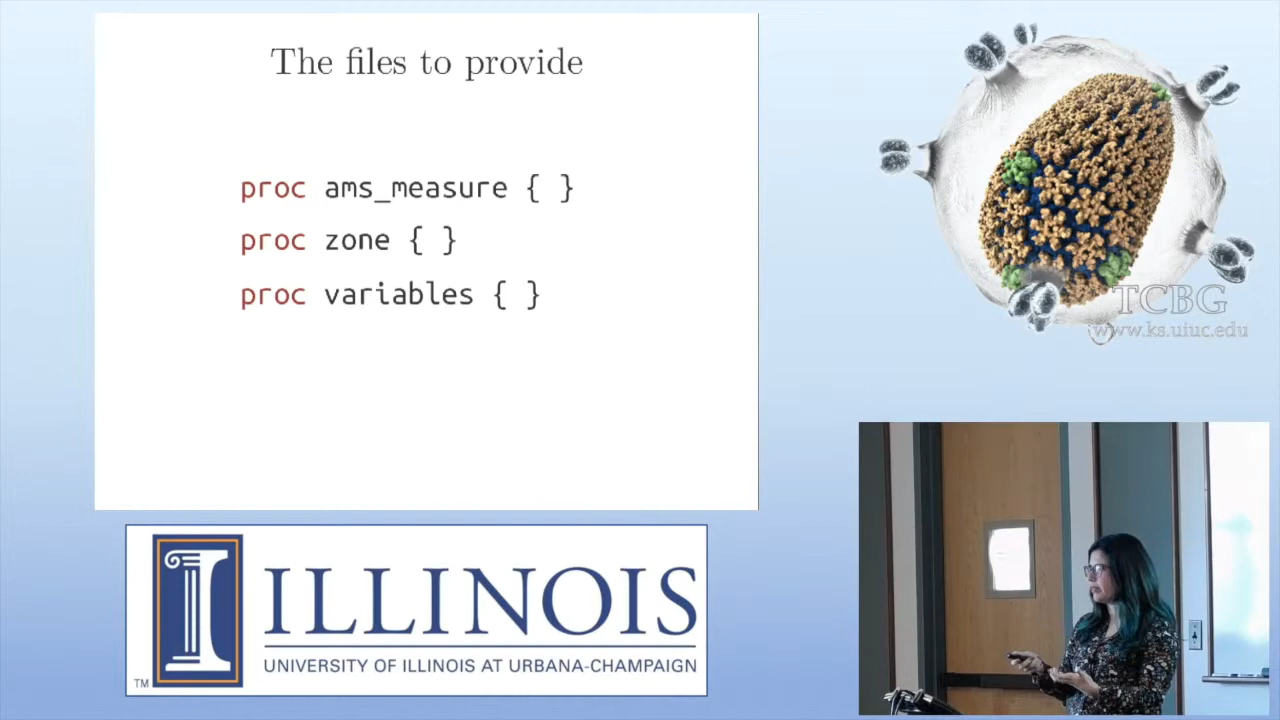 The files to provide
proc ams_measure { }
proc zone { }
proc variables { }
TCBG
www.ks.uiuc.edu
I ILLINOIS
UNIVERSITY OF ILLINOIS AT URBANA-CHAMPAIGN
TM